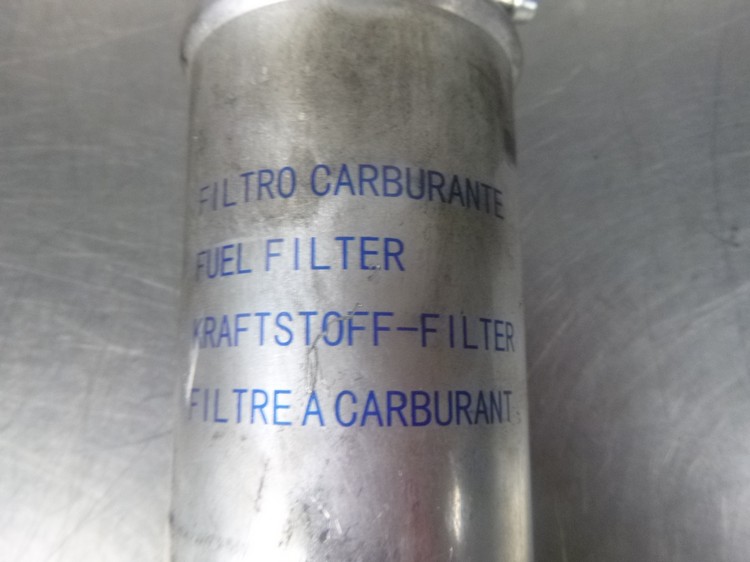 FILTRO CARBURANTE
FUEL FILTER
KRAFTSTOFF-FILTER
FILTRE A CARBURANT